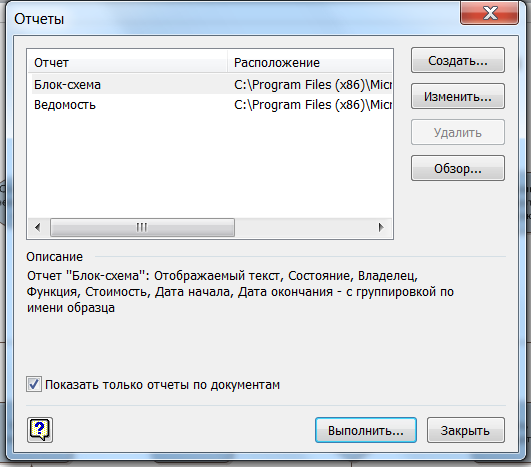 Отчеты
Отчет Расположение
Блок-схема C:\Program Files (x86)\Micr
Ведомость C:\Program Files (x86)\Micr
Создать...
Изменить...
Удалить
Обзор...
Описание
Отчет "Блок-схема": Отображаемый текст, Состояние, Владелец,
Функция, Стоимость, Дата начала, Дата окончания - с группировкой по
имени образца
Показать только отчеты по документам
?
Выполнить...
Закрыть